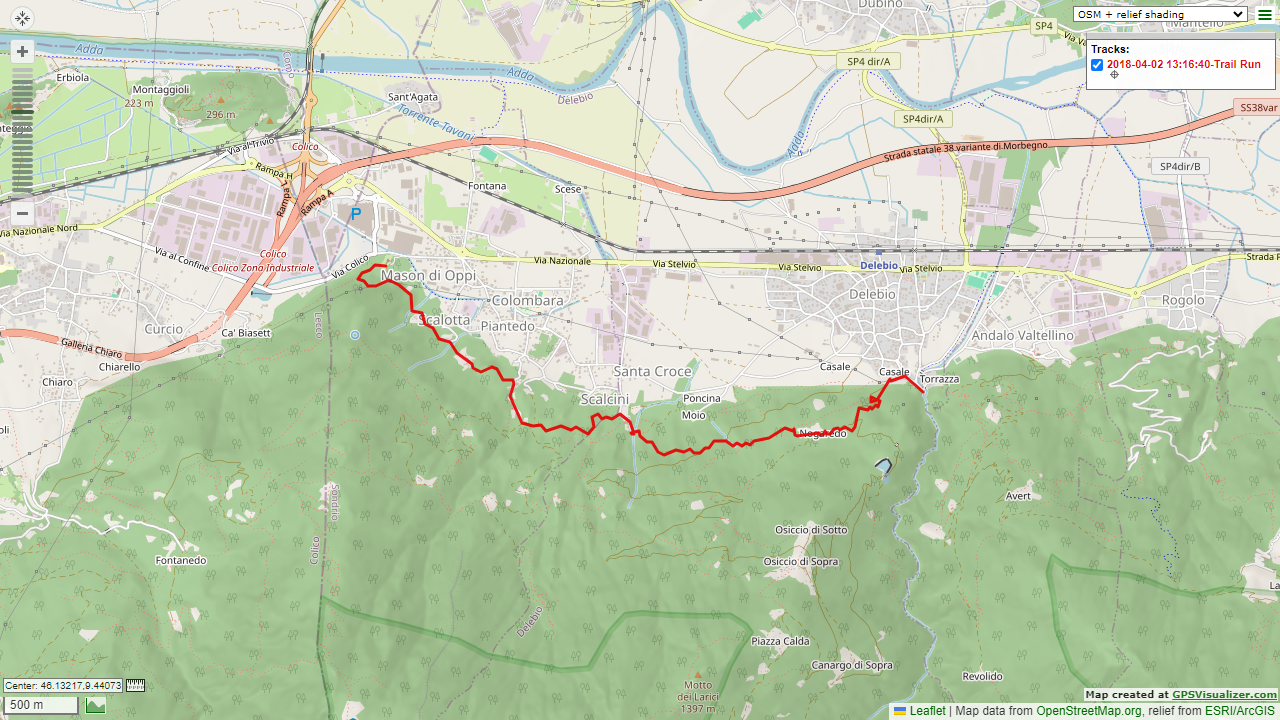 Dubino
SP4
Mantello
OSM + relief shading
Tracks:
2018-04-02 13:16:40-Trail Run
Adda
Adda
SP4 dir/A
Erbiola
Montaggioli
223 m
296 m
Sant'Agata
Delebio
Torrente Tavani
Adda
SP4dir/A
SS38var
Via al Trivio
Colico
Strada statale 38 variante di Morbegno
Rampa H
Rampa A
Fontana
Scese
SP4dir/B
P
Via Nazionale Nord
Via al Confine
Colico
Colico Zona Industriale
Via Colico
Via Nazionale
Via Stelvio
Via Stelvio
Delebio
Via Stelvio
Strada P
Mason di Oppi
Colombara
Delebio
Rogolo
Scalotta
Piantedo
Curcio
Ca' Biasett
Lecco
Andalo Valtellino
Galleria Chiaro
Chiarello
Chiaro
Santa Croce
Casale
Casale
Torrazza
Scalcini
Poncina
Moio
Nogaredo
Sondrio
Colico
Avert
Osiccio di Sotto
Osiccio di Sopra
Fontanedo
Delebio
Piazza Calda
Canargo di Sopra
Revolido
Motto
dei Larici
1397 m
Center: 46.13217,9.44073
500 m
Map created at GPSVisualizer.com
Leaflet | Map data from OpenStreetMap.org, relief from ESRI/ArcGIS